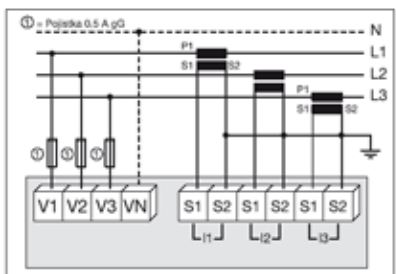 ① = Pojistka 0.5 A gG
N
P1 L1
S1 S2 L2
P1 L3
S1 S2
① ① ①
V1 V2 V3 VN S1 S2 S1 S2 S1 S2
I1 I2 I3